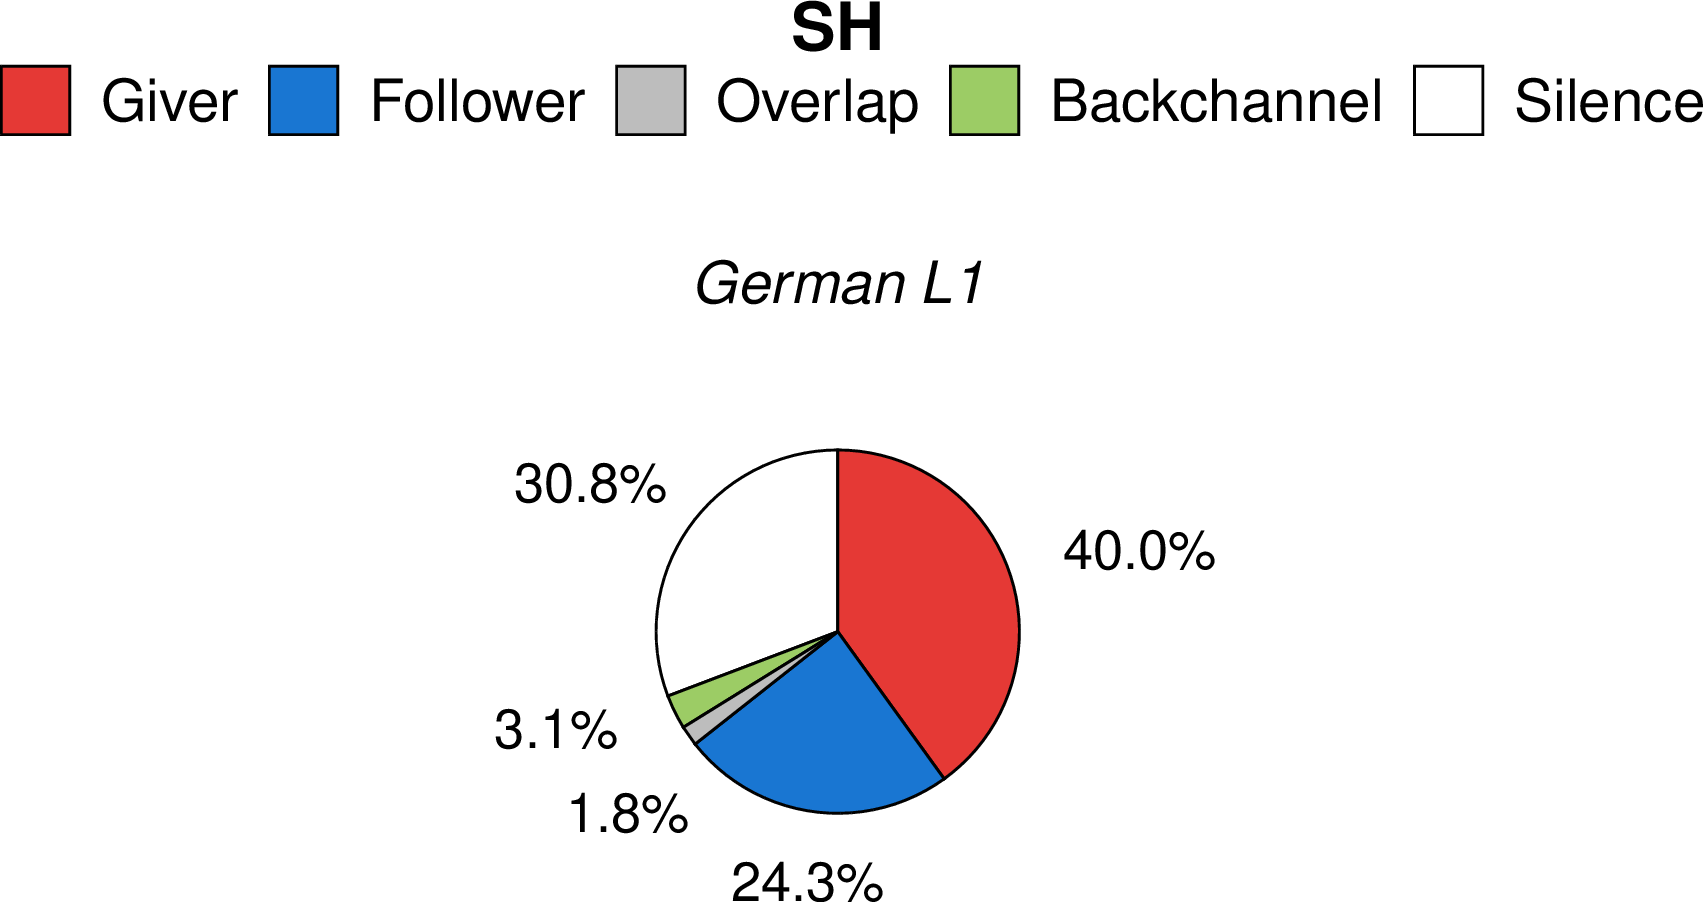 SH
Giver Follower Overlap Backchannel Silence
German L1
30.8%
40.0%
3.1%
1.8%
24.3%